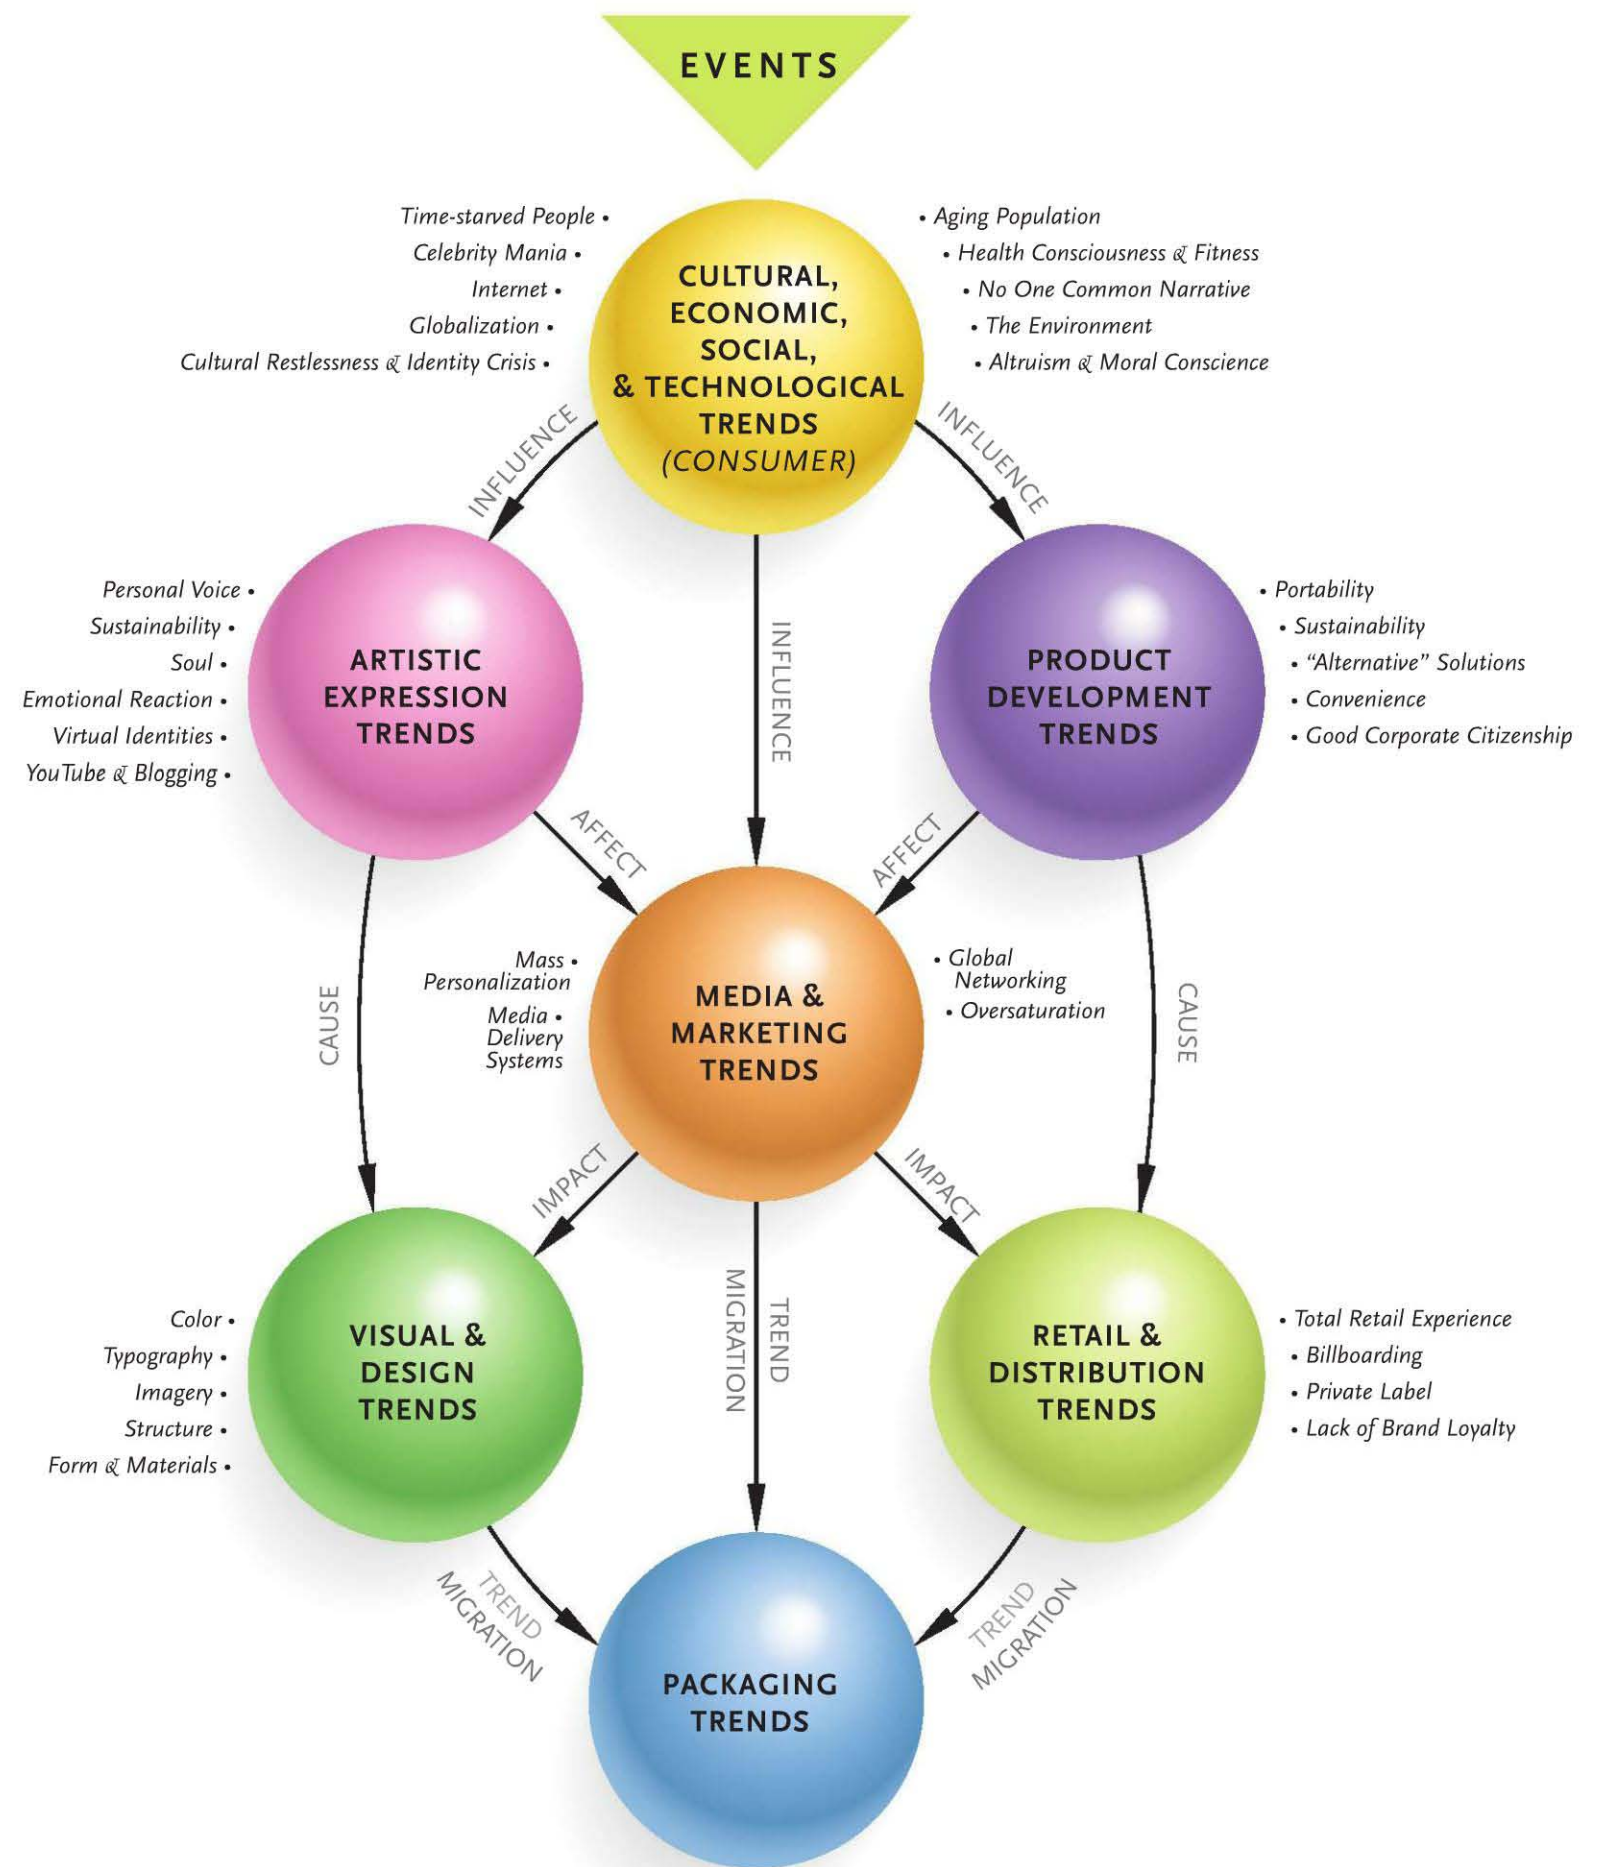 EVENTS
Time-starved People •
Celebrity Mania •
Internet •
Globalization •
Cultural Restlessness & Identity Crisis •
CULTURAL,
ECONOMIC,
SOCIAL,
& TECHNOLOGICAL
TRENDS
(CONSUMER)
• Aging Population
• Health Consciousness & Fitness
• No One Common Narrative
• The Environment
• Altruism & Moral Conscience
INFLUENCE
INFLUENCE
INFLUENCE
Personal Voice •
Sustainability •
Soul •
Emotional Reaction •
Virtual Identities •
YouTube & Blogging •
ARTISTIC
EXPRESSION
TRENDS
PRODUCT
DEVELOPMENT
TRENDS
• Portability
• Sustainability
• “Alternative” Solutions
• Convenience
• Good Corporate Citizenship
AFFECT
AFFECT
CAUSE
Mass •
Personalization
Media •
Delivery
Systems
MEDIA &
MARKETING
TRENDS
• Global
Networking
• Oversaturation
CAUSE
IMPACT
IMPACT
TREND
MIGRATION
Color •
Typography •
Imagery •
Structure •
Form & Materials •
VISUAL &
DESIGN
TRENDS
RETAIL &
DISTRIBUTION
TRENDS
• Total Retail Experience
• Billboarding
• Private Label
• Lack of Brand Loyalty
TREND
MIGRATION
TREND
MIGRATION
PACKAGING
TRENDS